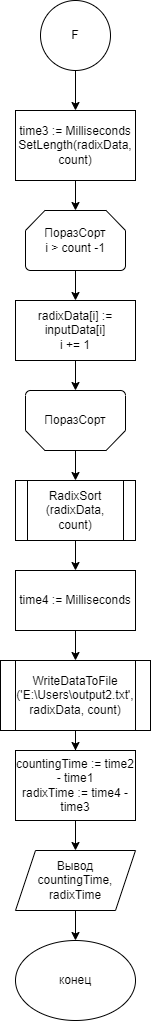 F
time3 := Milliseconds
SetLength(radixData,
count)
ПоразСорт
i > count -1
radixData[i] :=
inputData[i]
i += 1
ПоразСорт
RadixSort
(radixData,
count)
time4 := Milliseconds
WriteDataToFile
('E:\Users\output2.txt',
radixData, count)
countingTime := time2
- time1
radixTime := time4 -
time3
Вывод
countingTime,
radixTime
конец